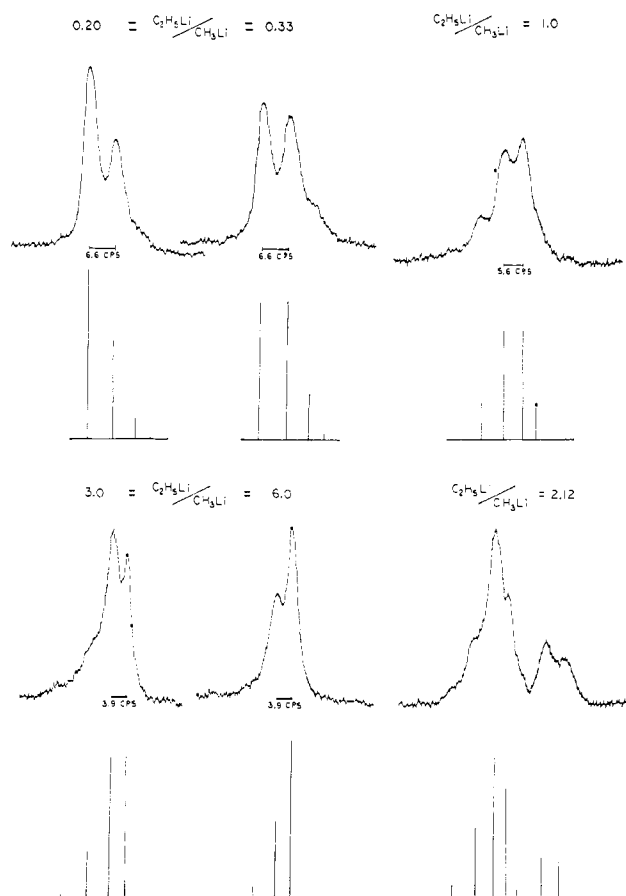 0.20 = C₂H₅Li/CH₃Li = 0.33
C₂H₅Li/CH₃Li = 1.0
6.6 CPS
6.6 CPS
5.6 CPS
3.0 = C₂H₅Li/CH₃Li = 6.0
C₂H₅Li/CH₃Li = 2.12
3.9 CPS
3.9 CPS